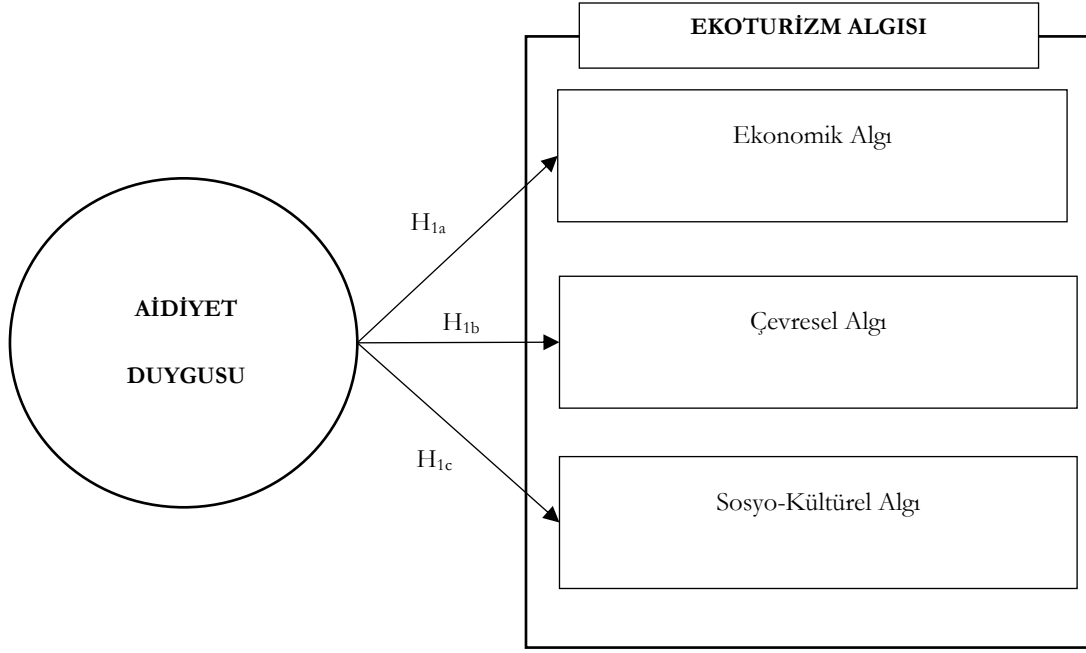 EKOTURİZM ALGISI
Ekonomik Algı
H1a
AİDİYET
DUYGUSU
H1b
Çevresel Algı
H1c
Sosyo-Kültürel Algı